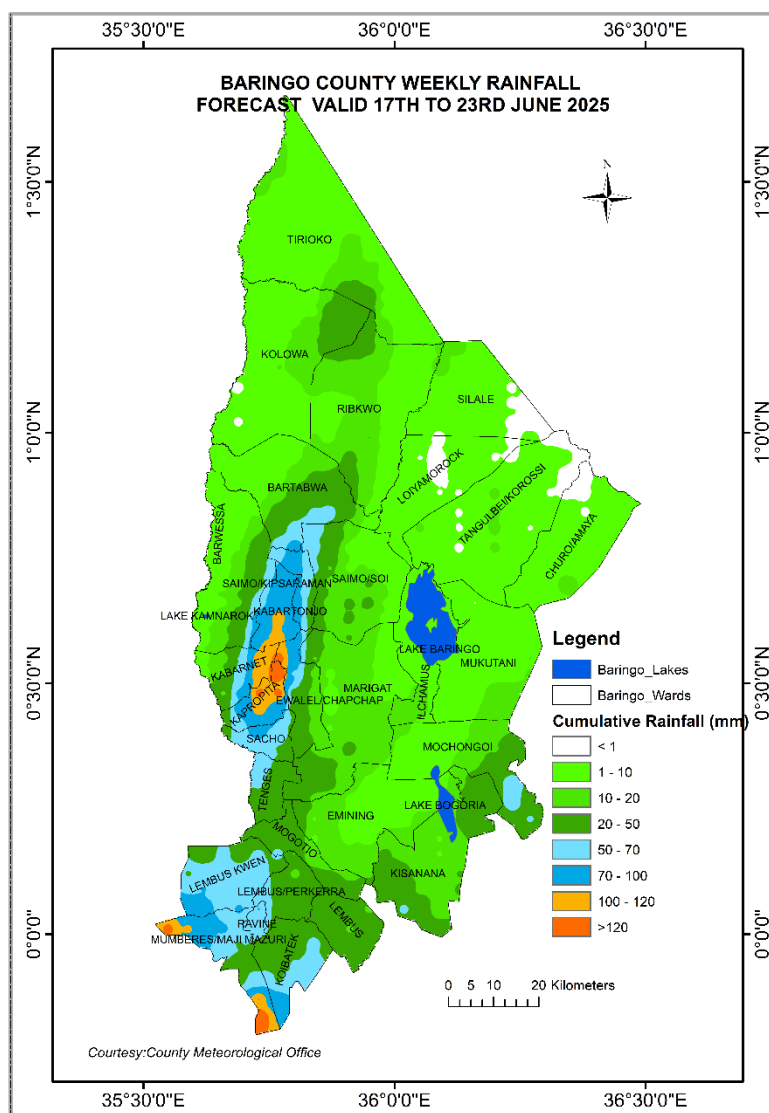 35°30'0"E 36°0'0"E 36°30'0"E
BARINGO COUNTY WEEKLY RAINFALL
FORECAST VALID 17TH TO 23RD JUNE 2025
N
1°30'0"N 1°30'0"N
TIRIOKO
KOLOWA
RIBKWO
SILALE
1°0'0"N 1°0'0"N
LOIYAMOROCK
BARTABWA
TANGULBEI/KOROSSI
BARWESSA
CHURO/AMAYA
SAIMO/KIPSARAMAN
SAIMO/SOI
LAKE KAMNAROK
KABARTONJO
LAKE BARINGO
MUKUTANI
KABARNET
0°30'0"N 0°30'0"N
KAPROPITA
EWALEL/CHAPCHAP
MARIGAT
ILCHAMUS
SACHO
MOCHONGOI
TENGES
EMINING
LAKE BOGORIA
MOGOTIO
KISANANA
LEMBUS KWEN
LEMBUS/PERKERRA
LEMBUS
RAVINE
MUMBERES/MAJI MAZURI
KOIBATEK
0°0'0" 0°0'0"
Legend
Baringo_Lakes
Baringo_Wards
Cumulative Rainfall (mm)
< 1
1 - 10
10 - 20
20 - 50
50 - 70
70 - 100
100 - 120
>120
0 5 10 20 Kilometers
Courtesy:County Meteorological Office
35°30'0"E 36°0'0"E 36°30'0"E